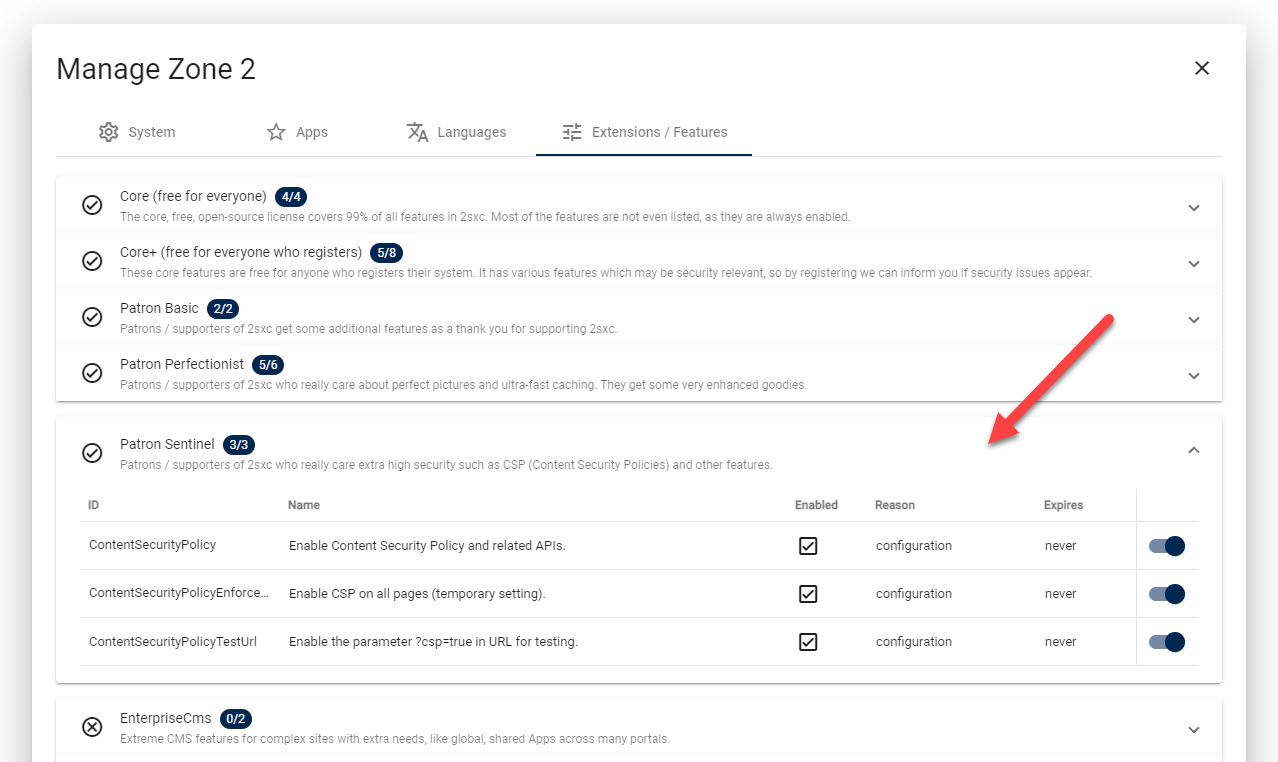 Manage Zone 2
System
Apps
Languages
Extensions / Features
Core (free for everyone) 4/4
The core, free, open-source license covers 99% of all features in 2sxc. Most of the features are not even listed, as they are always enabled.
Core+ (free for everyone who registers) 5/8
These core features are free for anyone who registers their system. It has various features which may be security relevant, so by registering we can inform you if security issues appear.
Patron Basic 2/2
Patrons / supporters of 2sxc get some additional features as a thank you for supporting 2sxc.
Patron Perfectionist 5/6
Patrons / supporters of 2sxc who really care about perfect pictures and ultra-fast caching. They get some very enhanced goodies.
Patron Sentinel 3/3
Patrons / supporters of 2sxc who really care extra high security such as CSP (Content Security Policies) and other features.
ID Name Enabled Reason Expires
ContentSecurityPolicy Enable Content Security Policy and related APIs. configuration never
ContentSecurityPolicyEnforce... Enable CSP on all pages (temporary setting). configuration never
ContentSecurityPolicyTestUrl Enable the parameter ?csp=true in URL for testing. configuration never
EnterpriseCms 0/2
Extreme CMS features for complex sites with extra needs, like global, shared Apps across many portals.